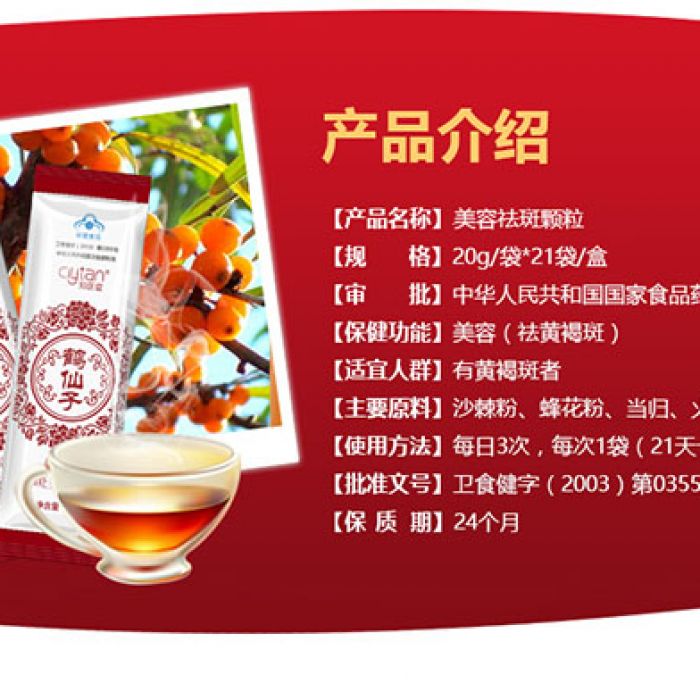 产品介绍
【产品名称】美容祛斑颗粒
【规 格】20g/袋*21袋/盒
【审 批】中华人民共和国国家食品药
【保健功能】美容（祛黄褐斑）
【适宜人群】有黄褐斑者
【主要原料】沙棘粉、蜂花粉、当归、
【使用方法】每日3次，每次1袋（21天
【批准文号】卫食健字（2003）第0355
【保 质 期】24个月
Cyian
鹤仙子